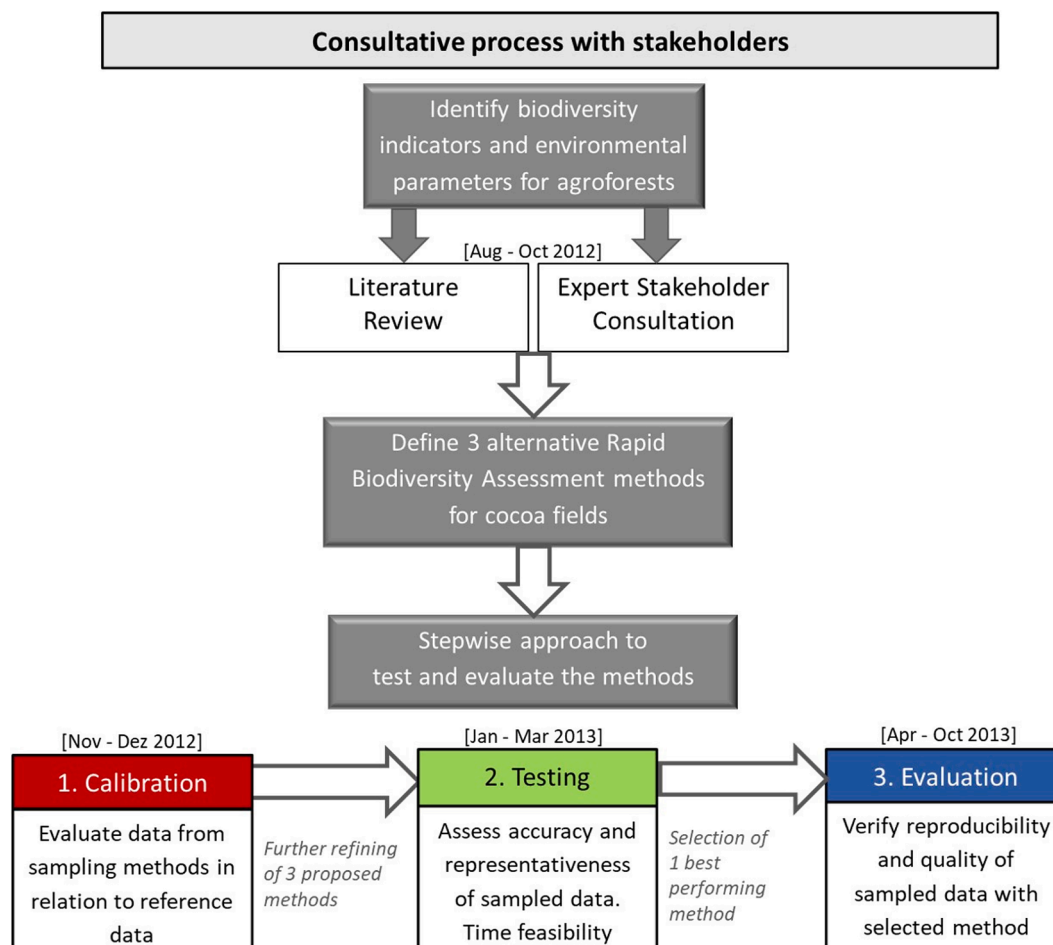 Consultative process with stakeholders
Identify biodiversity
indicators and environmental
parameters for agroforests
[Aug - Oct 2012]
Literature
Review
Expert Stakeholder
Consultation
Define 3 alternative Rapid
Biodiversity Assessment methods
for cocoa fields
Stepwise approach to
test and evaluate the methods
[Nov - Dez 2012]
1. Calibration
Evaluate data from
sampling methods in
relation to reference
data
Further refining
of 3 proposed
methods
[Jan - Mar 2013]
2. Testing
Assess accuracy and
representativeness
of sampled data.
Time feasibility
Selection of
1 best
performing
method
[Apr - Oct 2013]
3. Evaluation
Verify reproducibility
and quality of
sampled data with
selected method